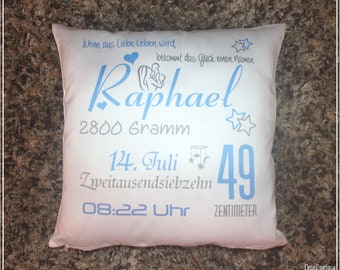 Wenn aus Liebe Leben wird,
bekommt das Glück einen Namen.
Raphael
2800 Gramm
14. Juli
Zweitausendsiebzehn
49
ZENTIMETER
08:22 Uhr